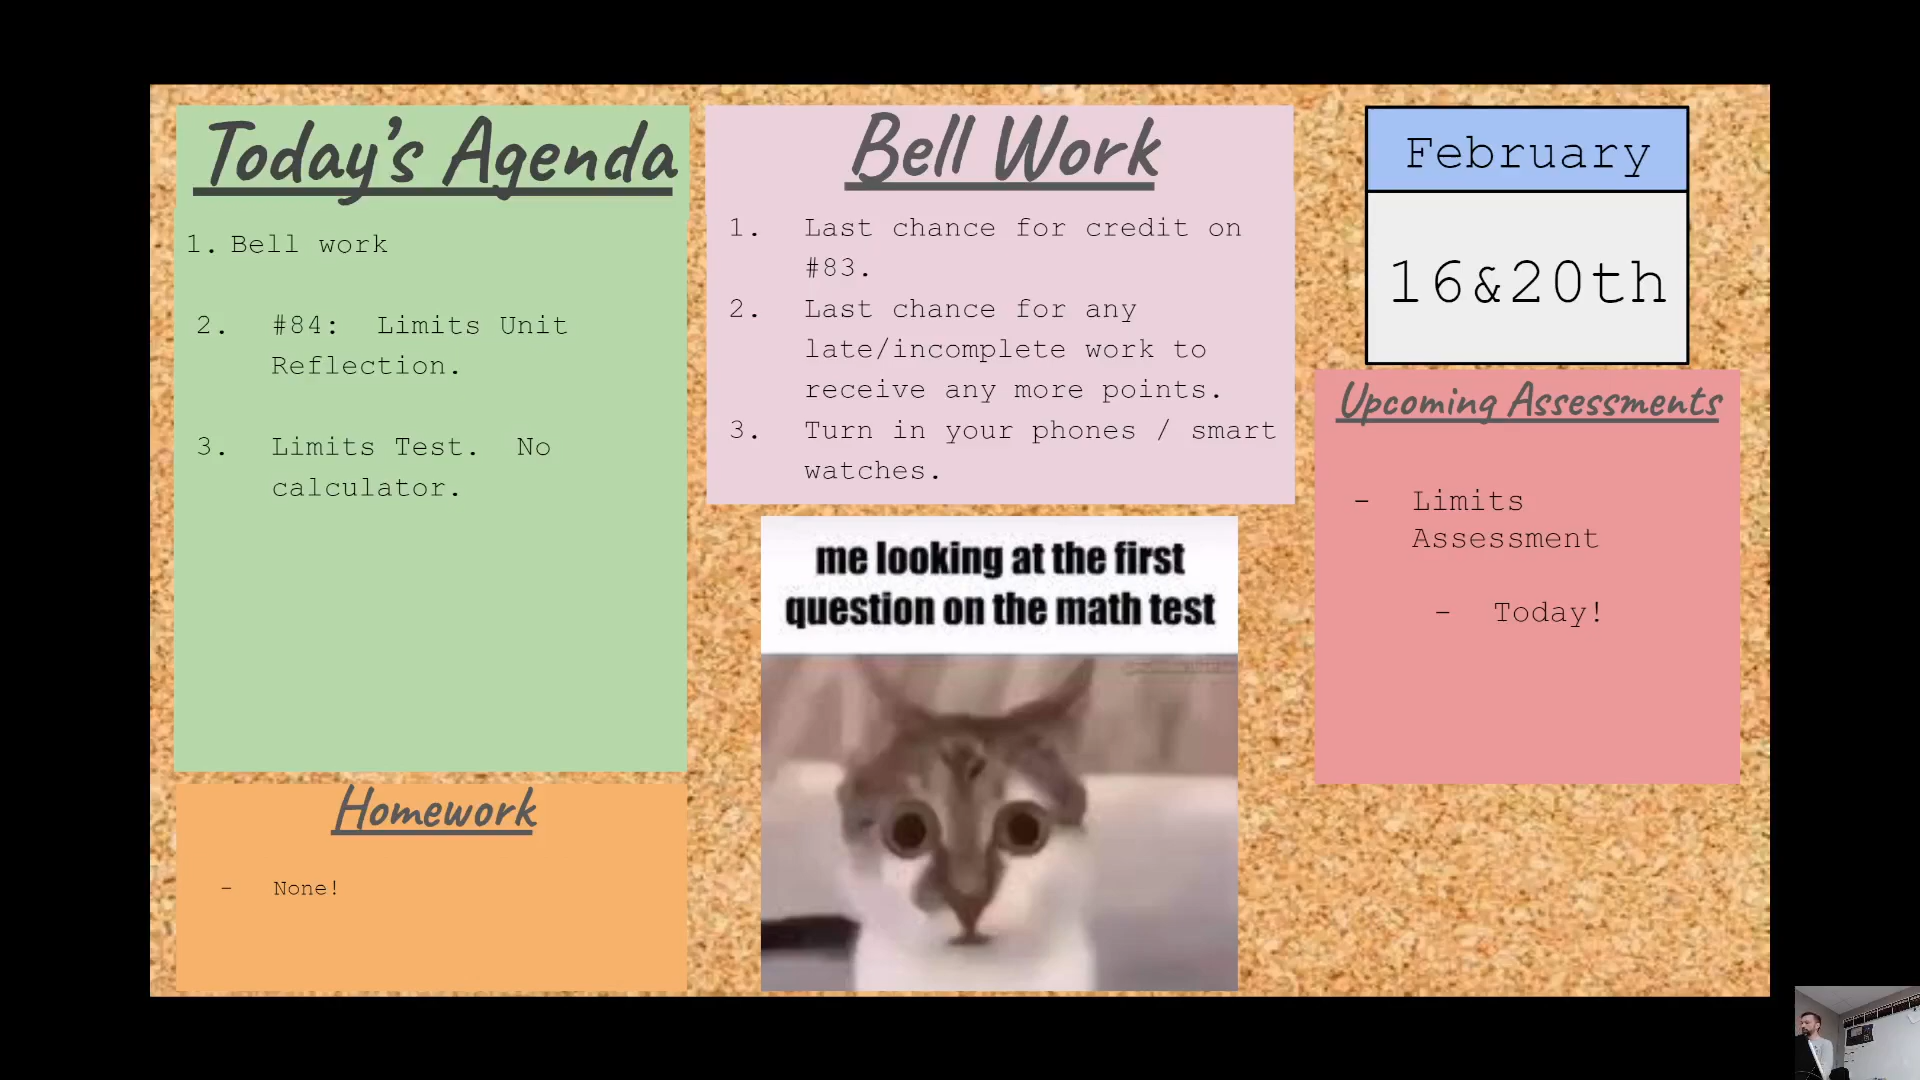 Today's Agenda
1. Bell work
2. #84: Limits Unit
Reflection.
3. Limits Test. No
calculator.
Homework
- None!
Bell Work
1. Last chance for credit on
#83.
2. Last chance for any
late/incomplete work to
receive any more points.
3. Turn in your phones / smart
watches.
me looking at the first
question on the math test
February
16&20th
Upcoming Assessments
- Limits
Assessment
- Today!